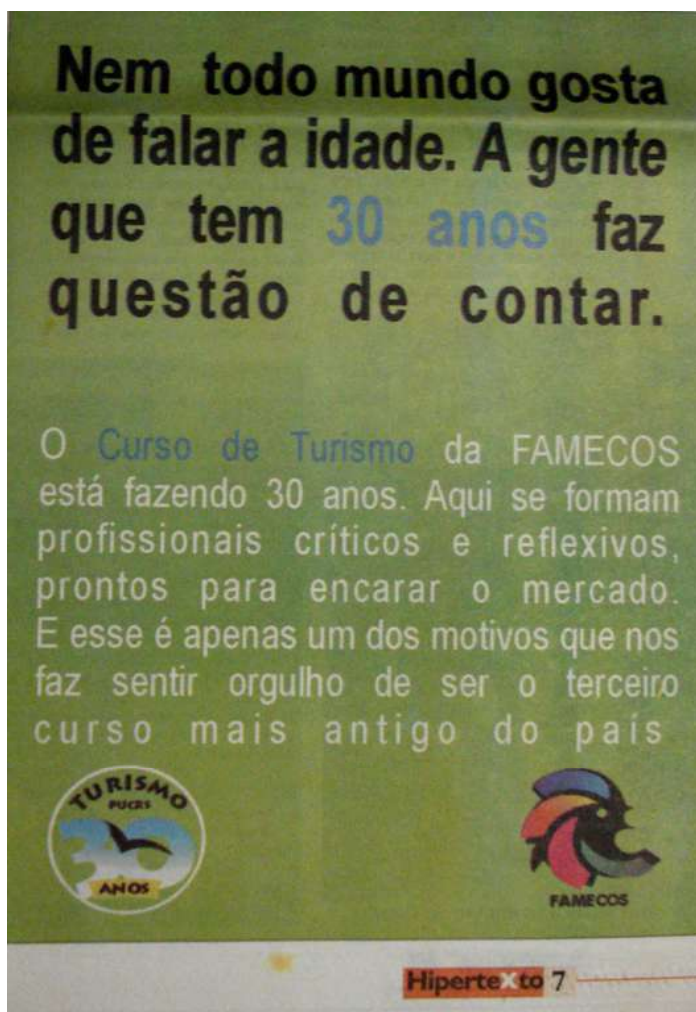 Nem todo mundo gosta
de falar a idade. A gente
que tem 30 anos faz
questão de contar.
O Curso de Turismo da FAMECOS
está fazendo 30 anos. Aqui se formam
profissionais críticos e reflexivos,
prontos para encarar o mercado.
E esse é apenas um dos motivos que nos
faz sentir orgulho de ser o terceiro
curso mais antigo do país
TURISMO
PUCRS
30
ANOS
FAMECOS
HiperteXto 7